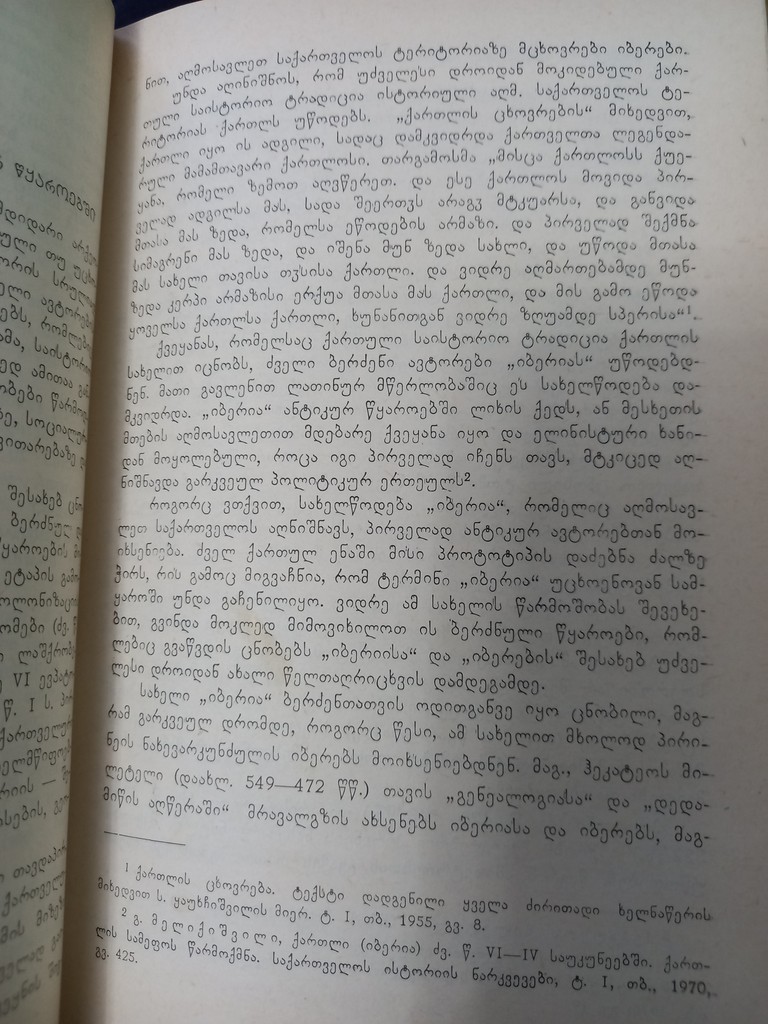 ნით, აღმოსავლეთ საქართველოს ტერიტორიაზე მცხოვრები იბერები.
უნდა აღინიშნოს, რომ უძველესი დროიდან მოკიდებული ქარ-
თული საისტორიო ტრადიცია ისტორიული აღმ. საქართველოს ტე-
რიტორიას ქართლს უწოდებს. „ქართლის ცხოვრების“ მიხედვით,
ქართლი იყო ის ადგილი, სადაც დამკვიდრდა ქართველთა ლეგენდა-
რული მამამთავარი ქართლოსი. თარგამოსმა „მისცა ქართლოსს ქუე-
ყანა, რომელი ზემოთ აღვწერეთ. და ესე ქართლოს მოვიდა პირ-
ველად ადგილსა მას, სადა შეერთვს არაგჳ მტკუარსა, და განვიდა
მთასა მას ზედა, რომელსა ეწოდების არმაზი. და პირველად შექმნა
სიმაგრენი მას ზედა, და იშენა მუნ ზედა სახლი, და უწოდა მთასა
მას სახელი თავისა თჳსისა ქართლი. და ვიდრე აღმართებამდე მუნ-
ზედა კერპი არმაზისი ერქუა მთასა მას ქართლი, და მის გამო ეწოდა
ყოველსა ქართლსა ქართლი, ხუნანითგან ვიდრე ზღუამდე სპერისა“¹.
ქვეყანას, რომელსაც ქართული საისტორიო ტრადიცია ქართლის
სახელით იცნობს, ძველი ბერძენი ავტორები „იბერიას“ უწოდებდ-
ნენ. მათი გავლენით ლათინურ მწერლობაშიც ეს სახელწოდება და-
მკვიდრდა. „იბერია“ ანტიკურ წყაროებში ლიხის ქედს, ან მესხეთის
მთების აღმოსავლეთით მდებარე ქვეყანა იყო და ელინისტური ხანი-
დან მოყოლებული, როცა იგი პირველად იჩენს თავს, მტკიცედ აღ-
ნიშნავდა გარკვეულ პოლიტიკურ ერთეულს².
როგორც ვთქვით, სახელწოდება „იბერია“, რომელიც აღმოსავ-
ლეთ საქართველოს აღნიშნავს, პირველად ანტიკურ ავტორებთან მო-
იხსენიება. ძველ ქართულ ენაში მისი პროტოტიპის დაძებნა ძალზე
ჭირს, რის გამოც მიგვაჩნია, რომ ტერმინი „იბერია“ უცხოენოვან სამ-
ყაროში უნდა გაჩენილიყო. ვიდრე ამ სახელის წარმოშობას შევეხე-
ბით, გვინდა მოკლედ მიმოვიხილოთ ის ბერძნული წყაროები, რომ-
ლებიც გვაწვდის ცნობებს „იბერიისა“ და „იბერების“ შესახებ უძვე-
ლესი დროიდან ახალი წელთაღრიცხვის დამდეგამდე.
სახელი „იბერია“ ბერძენთათვის ოდითგანვე იყო ცნობილი, მაგ-
რამ გარკვეულ დრომდე, როგორც წესი, ამ სახელით მხოლოდ პირი-
ნეის ნახევარკუნძულის იბერებს მოიხსენიებდნენ. მაგ., ჰეკატეოს მი-
ლეტელი (დაახლ. 549—472 წწ.) თავის „გენეალოგიასა“ და „დედა-
მიწის აღწერაში“ მრავალგზის ახსენებს იბერიასა და იბერებს, მაგ-
¹ ქართლის ცხოვრება. ტექსტი დადგენილი ყველა ძირითადი ხელნაწერის
მიხედვით ს. ყაუხჩიშვილის მიერ. ტ. I, თბ., 1955, გვ. 8.
² გ. მელიქიშვილი, ქართლი (იბერია) ძვ. წ. VI—IV საუკუნეებში. ქართ-
ლის სამეფოს წარმოქმნა. საქართველოს ისტორიის ნარკვევები, ტ. I, თბ., 1970,
გვ. 425.